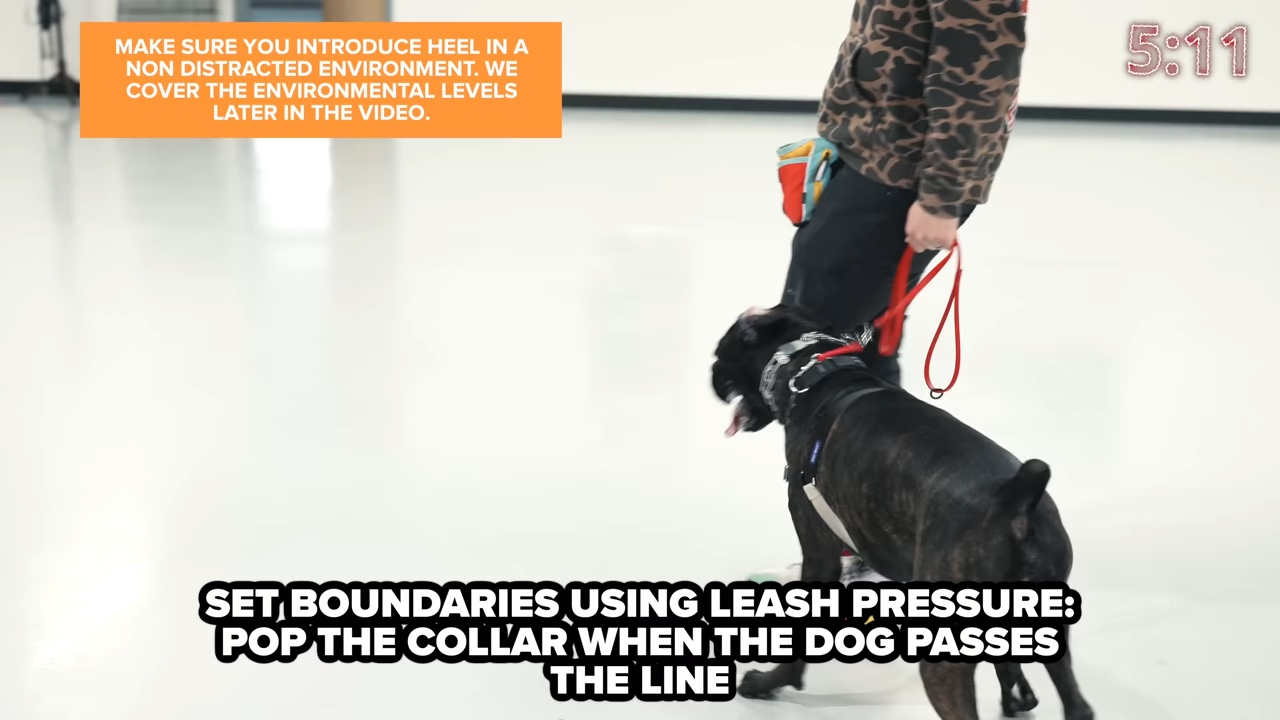 MAKE SURE YOU INTRODUCE HEEL IN A
NON DISTRACTED ENVIRONMENT. WE
COVER THE ENVIRONMENTAL LEVELS
LATER IN THE VIDEO.
5:11
SET BOUNDARIES USING LEASH PRESSURE:
POP THE COLLAR WHEN THE DOG PASSES
THE LINE